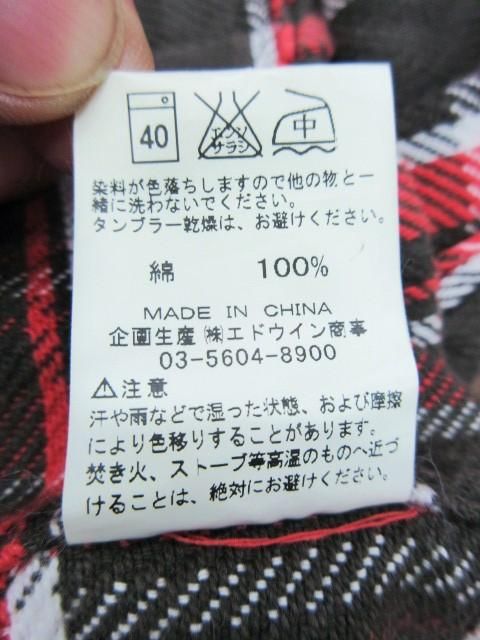 40
エンソ
サラシ
中
染料が色落ちしますので他の物と一
緒に洗わないでください。
タンブラー乾燥は、お避けください。
綿 100%
MADE IN CHINA
企画生産 ㈱エドウイン商事
03-5604-8900
⚠注意
汗や雨などで湿った状態、および摩擦
により色移りすることがあります。
焚き火、ストーブ等高温のものへ近づ
けることは、絶対にお避けください。